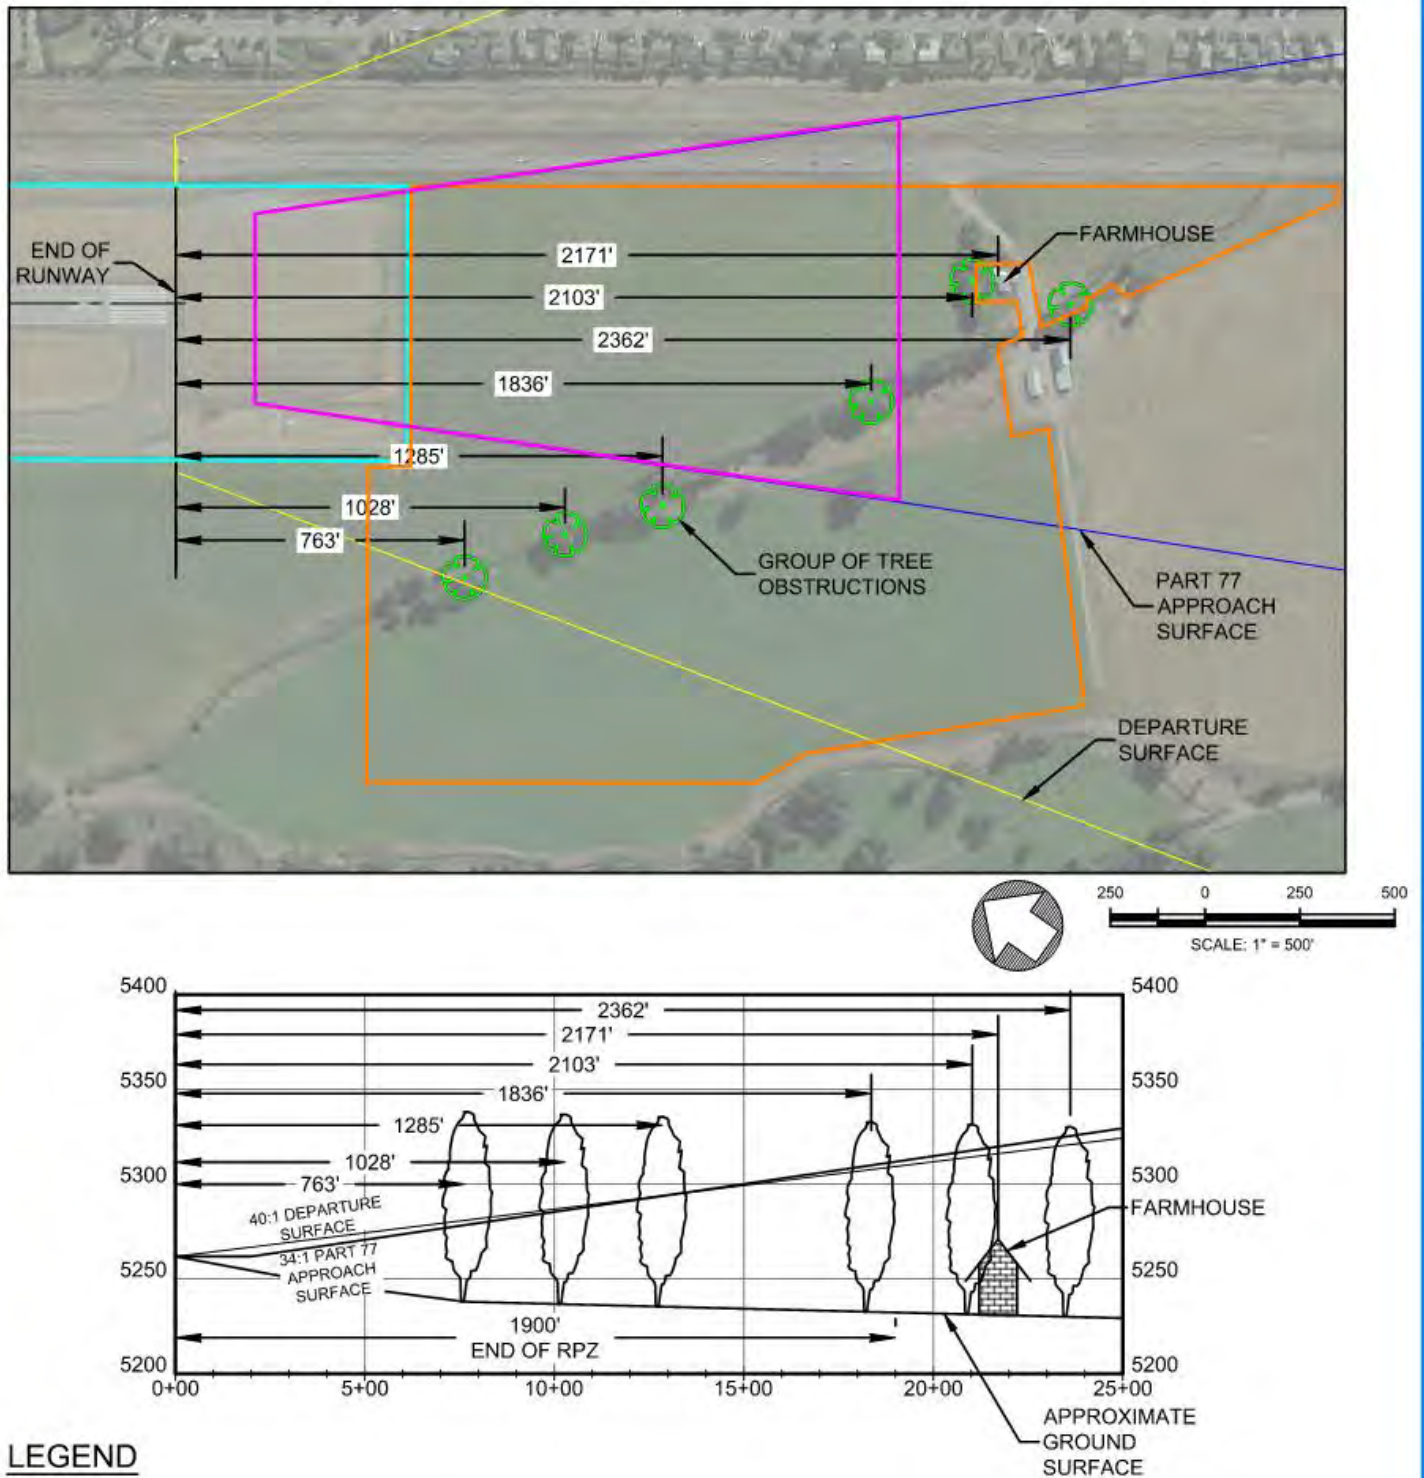 END OF
RUNWAY
2171'
FARMHOUSE
2103'
2362'
1836'
1285'
1028'
763'
GROUP OF TREE
OBSTRUCTIONS
PART 77
APPROACH
SURFACE
DEPARTURE
SURFACE
250 0 250 500
SCALE: 1" = 500'
5400 5400
2362'
2171'
2103'
5350 5350
1836'
1285'
1028'
5300 5300
763'
40:1 DEPARTURE
SURFACE
FARMHOUSE
34:1 PART 77
APPROACH
SURFACE
5250 5250
1900'
END OF RPZ
5200 5200
0+00 5+00 10+00 15+00 20+00 25+00
APPROXIMATE
GROUND
SURFACE
LEGEND